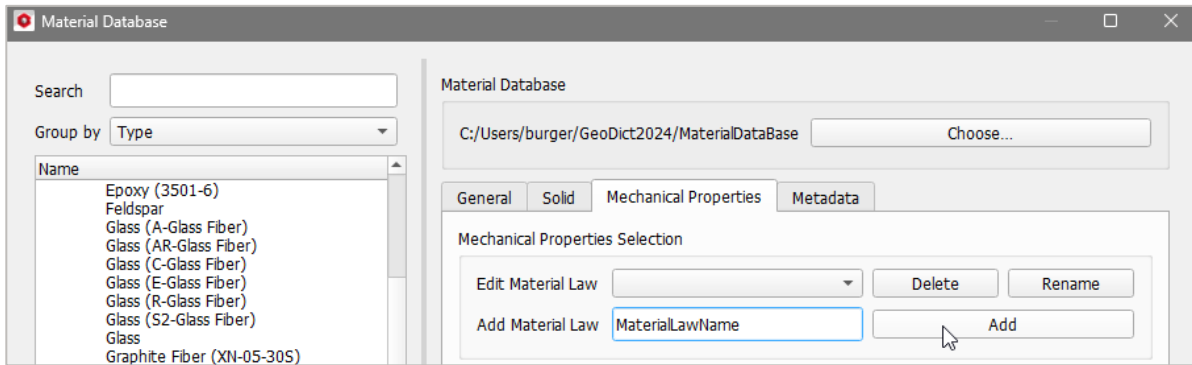 Material Database
Search
Group by Type
Name
Epoxy (3501-6)
Feldspar
Glass (A-Glass Fiber)
Glass (AR-Glass Fiber)
Glass (C-Glass Fiber)
Glass (E-Glass Fiber)
Glass (R-Glass Fiber)
Glass (S2-Glass Fiber)
Glass
Graphite Fiber (XN-05-30S)
Material Database
C:/Users/burger/GeoDict2024/MaterialDataBase Choose...
General Solid Mechanical Properties Metadata
Mechanical Properties Selection
Edit Material Law Delete Rename
Add Material Law MaterialLawName Add